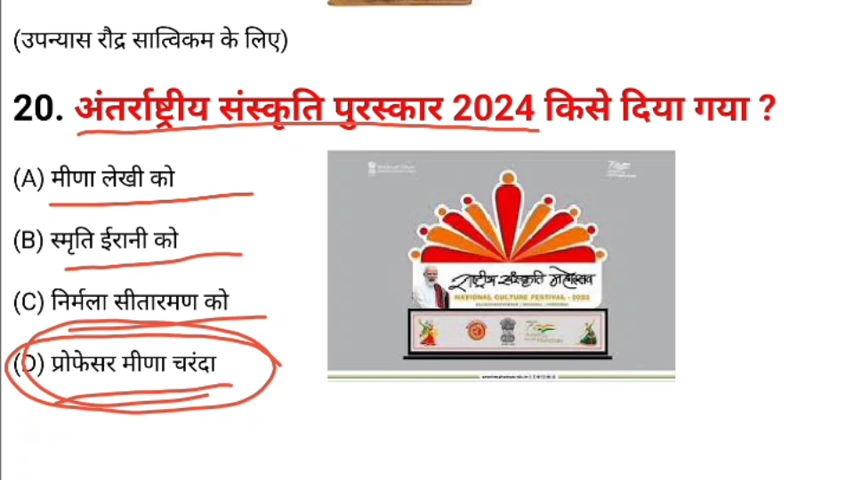 (उपन्यास रौद्र सात्विकम के लिए)
20. अंतर्राष्ट्रीय संस्कृति पुरस्कार 2024 किसे दिया गया ?
(A) मीणा लेखी को
(B) स्मृति ईरानी को
(C) निर्मला सीतारमण को
(D) प्रोफेसर मीणा चरंदा
राष्ट्रीय संस्कृति महोत्सव
NATIONAL CULTURE FESTIVAL - 2023